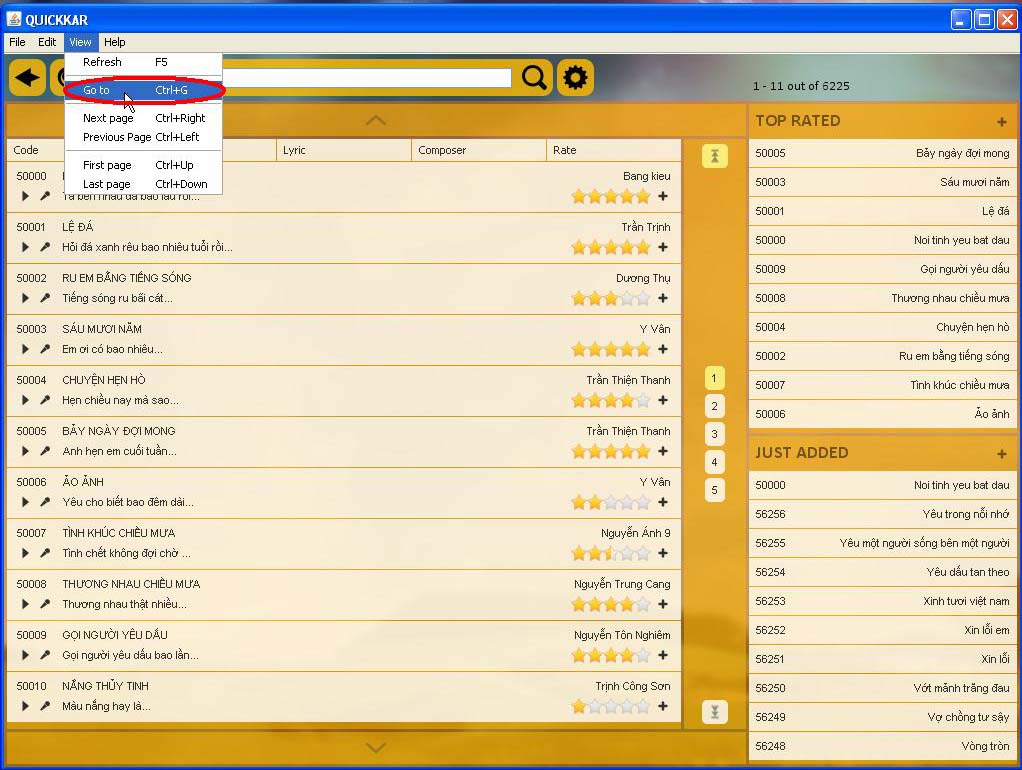 QUICKKAR
File Edit View Help
Refresh F5
Go to Ctrl+G
Next page Ctrl+Right
Previous Page Ctrl+Left
First page Ctrl+Up
Last page Ctrl+Down
1 - 11 out of 6225
Code Lyric Composer Rate
50000 Bang kieu
Ta bên nhau đã bao lâu rồi...
50001 LỆ ĐÁ Trần Trịnh
Hỏi đá xanh rêu bao nhiêu tuổi rồi...
50002 RU EM BẰNG TIẾNG SÓNG Dương Thụ
Tiếng sóng ru bãi cát...
50003 SÁU MƯƠI NĂM Y Vân
Em ơi có bao nhiêu...
50004 CHUYỆN HẸN HÒ Trần Thiện Thanh
Hẹn chiều nay mà sao...
50005 BẢY NGÀY ĐỢI MONG Trần Thiện Thanh
Anh hẹn em cuối tuần...
50006 ẢO ẢNH Y Vân
Yêu cho biết bao đêm dài...
50007 TÌNH KHÚC CHIỀU MƯA Nguyễn Ánh 9
Tình chết không đợi chờ ...
50008 THƯƠNG NHAU CHIỀU MƯA Nguyễn Trung Cang
Thương nhau thật nhiều...
50009 GỌI NGƯỜI YÊU DẤU Nguyễn Tôn Nghiêm
Gọi người yêu dấu bao lần...
50010 NẮNG THỦY TINH Trịnh Công Sơn
Màu nắng hay là...
1
2
3
4
5
TOP RATED +
50005 Bảy ngày đợi mong
50003 Sáu mươi năm
50001 Lệ đá
50000 Noi tinh yeu bat dau
50009 Gọi người yêu dấu
50008 Thương nhau chiều mưa
50004 Chuyện hẹn hò
50002 Ru em bằng tiếng sóng
50007 Tình khúc chiều mưa
50006 Ảo ảnh
JUST ADDED +
50000 Noi tinh yeu bat dau
56256 Yêu trong nỗi nhớ
56255 Yêu một người sống bên một người
56254 Yêu dấu tan theo
56253 Xinh tươi việt nam
56252 Xin lỗi em
56251 Xin lỗi
56250 Vớt mảnh trăng đau
56249 Vợ chồng tư sậy
56248 Vòng tròn